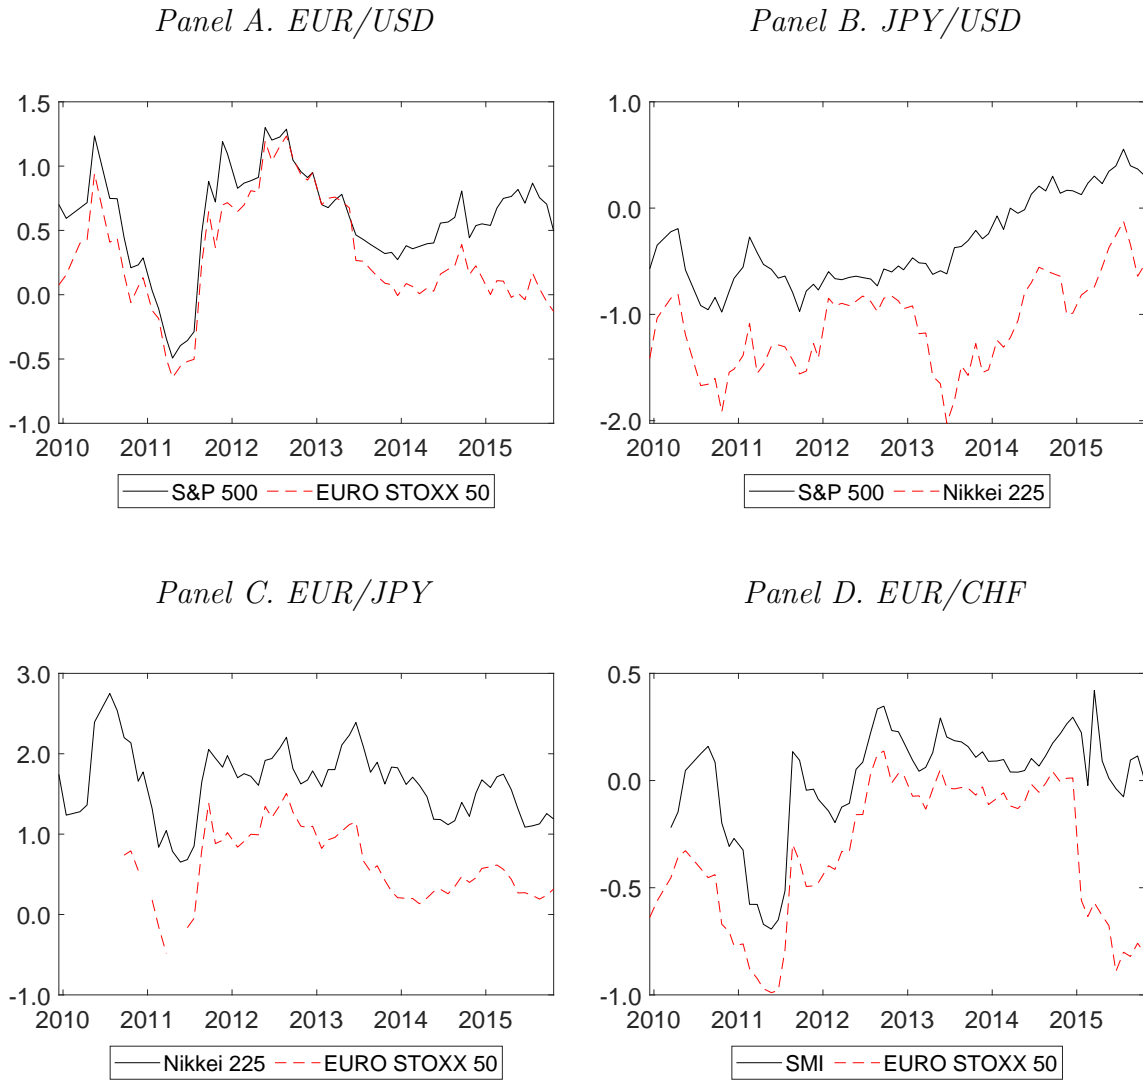 Panel A. EUR/USD
1.5
1.0
0.5
0.0
-0.5
-1.0
2010 2011 2012 2013 2014 2015
S&P 500 EURO STOXX 50
Panel B. JPY/USD
1.0
0.0
-1.0
-2.0
2010 2011 2012 2013 2014 2015
S&P 500 Nikkei 225
Panel C. EUR/JPY
3.0
2.0
1.0
0.0
-1.0
2010 2011 2012 2013 2014 2015
Nikkei 225 EURO STOXX 50
Panel D. EUR/CHF
0.5
0.0
-0.5
-1.0
2010 2011 2012 2013 2014 2015
SMI EURO STOXX 50